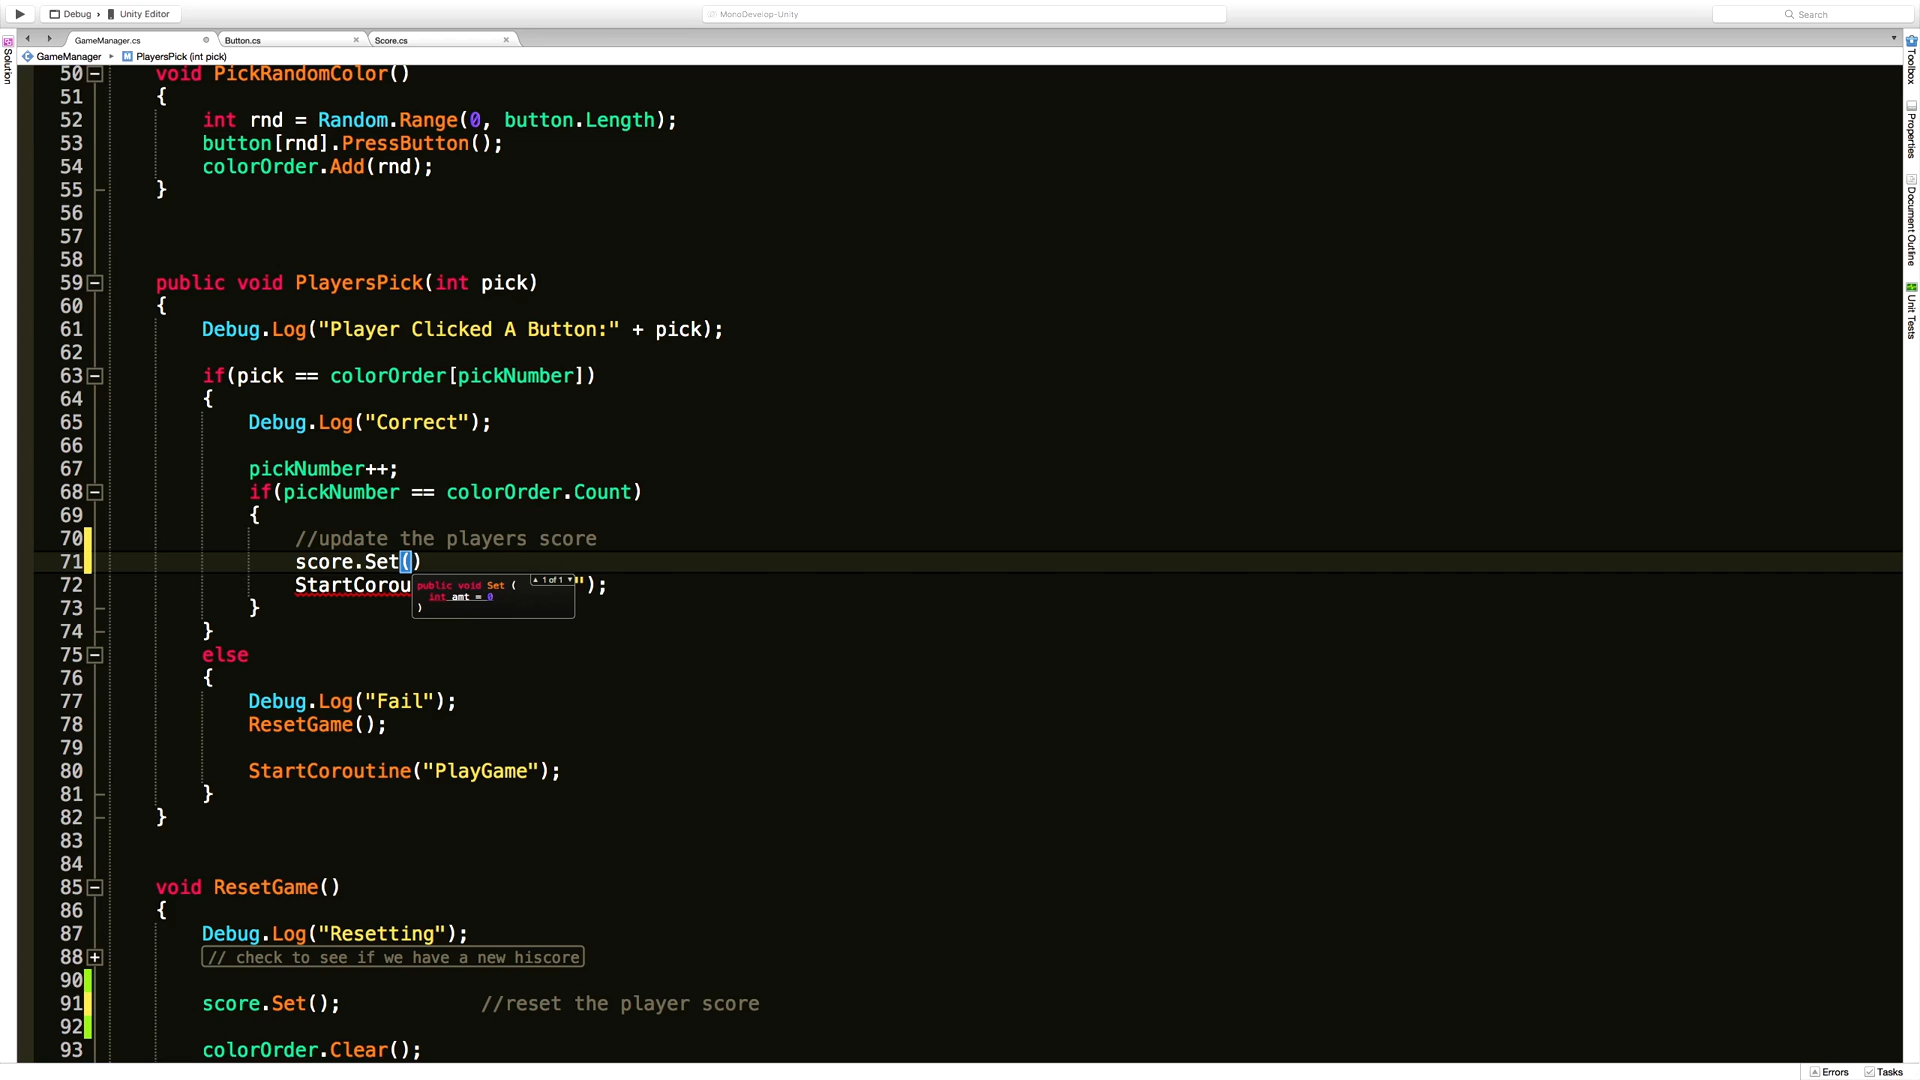 Debug › Unity Editor
MonoDevelop-Unity
Search
GameManager.cs
Button.cs
Score.cs
GameManager ▸ PlayersPick (int pick)
Solution
Toolbox
Properties
Document Outline
Unit Tests
50 void PickRandomColor()
51 {
52 int rnd = Random.Range(0, button.Length);
53 button[rnd].PressButton();
54 colorOrder.Add(rnd);
55 }
56
57
58
59 public void PlayersPick(int pick)
60 {
61 Debug.Log("Player Clicked A Button:" + pick);
62
63 if(pick == colorOrder[pickNumber])
64 {
65 Debug.Log("Correct");
66
67 pickNumber++;
68 if(pickNumber == colorOrder.Count)
69 {
70 //update the players score
71 score.Set()
72 StartCorou");
public void Set (
1 of 1
int amt = 0
)
73 }
74 }
75 else
76 {
77 Debug.Log("Fail");
78 ResetGame();
79
80 StartCoroutine("PlayGame");
81 }
82 }
83
84
85 void ResetGame()
86 {
87 Debug.Log("Resetting");
88 // check to see if we have a new hiscore
90
91 score.Set(); //reset the player score
92
93 colorOrder.Clear();
Errors
Tasks